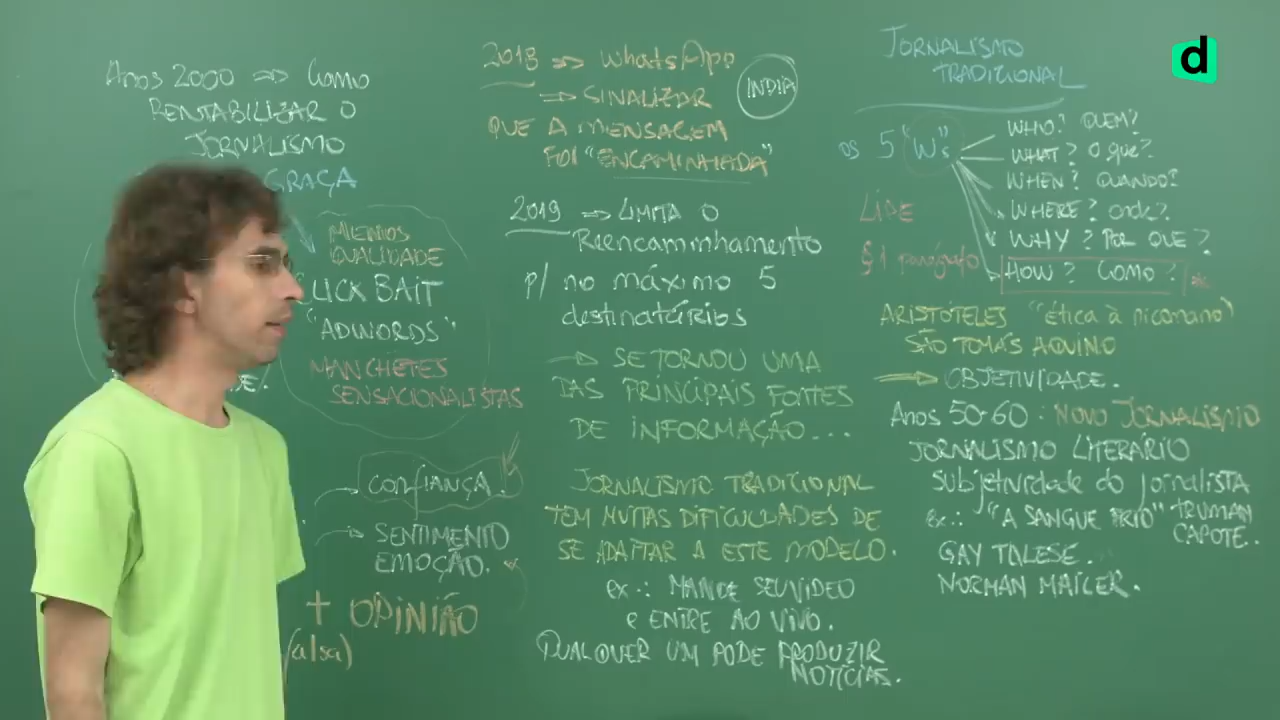 Anos 2000 => Como
RENTABILIZAR O
JORNALISMO
GRAÇA
MENOS
QUALIDADE
CLICK BAIT
"ADWORDS"
MANCHETES
SENSACIONALISTAS
DE.
CONFIANÇA
SENTIMENTO
EMOÇÃO.
+ OPINIÃO
(alsa)
2018 => WhatsApp
INDIA
=> SINALIZAR
QUE A MENSAGEM
FOI "ENCAMINHADA"
2019 => LIMITA O
Reencaminhamento
p/ no máximo 5
destinatários
=> SE TORNOU UMA
DAS PRINCIPAIS FONTES
DE INFORMAÇÃO...
JORNALISMO TRADICIONAL
TEM MUITAS DIFICULDADES DE
SE ADAPTAR A ESTE MODELO.
ex.: MANDE SEU VIDEO
e ENTRE AO VIVO.
QUALQUER UM PODE PRODUZIR
NOTÍCIAS.
JORNALISMO
TRADICIONAL
OS 5 "W"s
WHO? QUEM?
WHAT? O que?
WHEN? QUANDO?
WHERE? onde?
WHY? POR QUE?
HOW? COMO? *
LIDE
§ 1 parágrafo
ARISTÓTELES "ética à nicomano)
SÃO TOMÁS AQUINO
=> OBJETIVIDADE.
Anos 50-60: NOVO JORNALISMO
JORNALISMO LITERÁRIO
Subjetividade do jornalista
ex.: "A SANGUE FRIO" TRUMAN
CAPOTE.
GAY TALESE.
NORMAN MAILER.
d